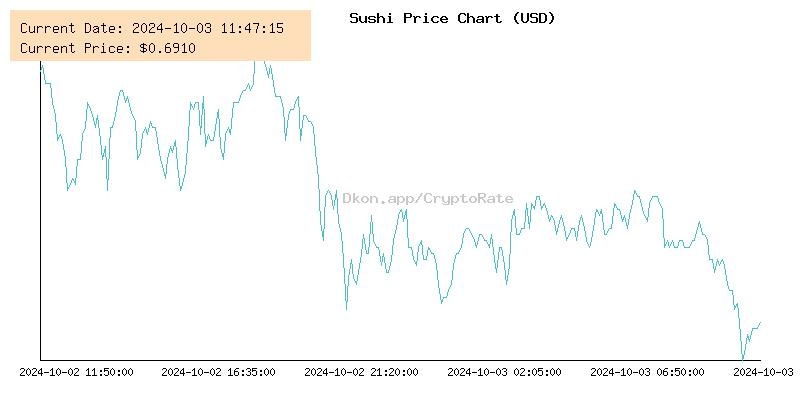 Sushi Price Chart (USD)
Current Date: 2024-10-03 11:47:15
Current Price: $0.6910
Dkon.app/CryptoRate
2024-10-02 11:50:00 2024-10-02 16:35:00 2024-10-02 21:20:00 2024-10-03 02:05:00 2024-10-03 06:50:00 2024-10-03